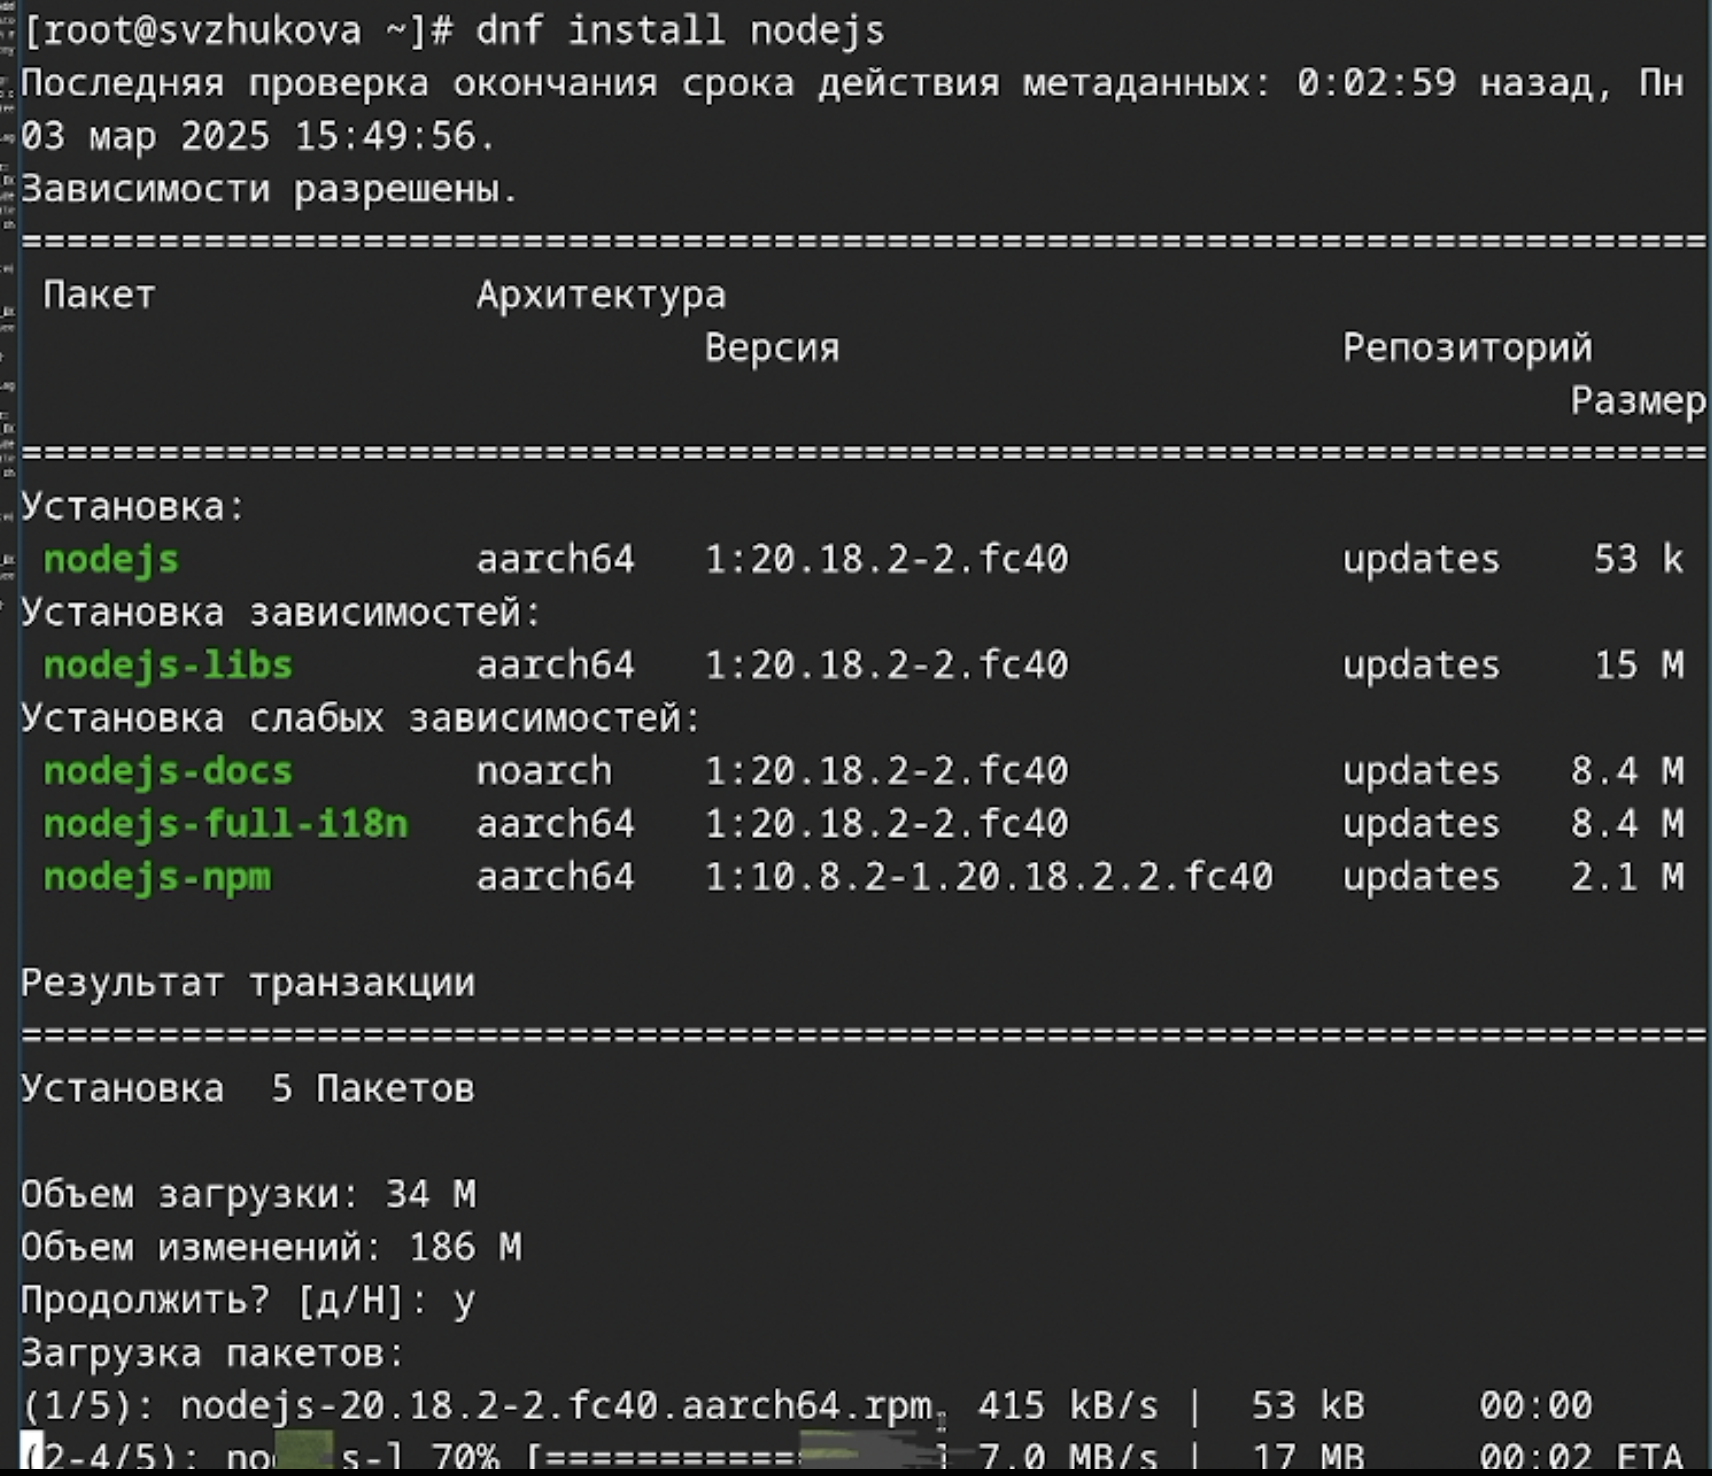 [root@svzhukova ~]# dnf install nodejs
Последняя проверка окончания срока действия метаданных: 0:02:59 назад, Пн
03 мар 2025 15:49:56.
Зависимости разрешены.
================================================================================
Пакет Архитектура
Версия Репозиторий
Размер
================================================================================
Установка:
nodejs aarch64 1:20.18.2-2.fc40 updates 53 k
Установка зависимостей:
nodejs-libs aarch64 1:20.18.2-2.fc40 updates 15 M
Установка слабых зависимостей:
nodejs-docs noarch 1:20.18.2-2.fc40 updates 8.4 M
nodejs-full-i18n aarch64 1:20.18.2-2.fc40 updates 8.4 M
nodejs-npm aarch64 1:10.8.2-1.20.18.2.2.fc40 updates 2.1 M
Результат транзакции
================================================================================
Установка 5 Пакетов
Объем загрузки: 34 M
Объем изменений: 186 M
Продолжить? [д/Н]: y
Загрузка пакетов:
(1/5): nodejs-20.18.2-2.fc40.aarch64.rpm 415 kB/s | 53 kB 00:00
(2-4/5): 70% [============ ] 7.0 MB/s | 17 MB 00:02 ETA